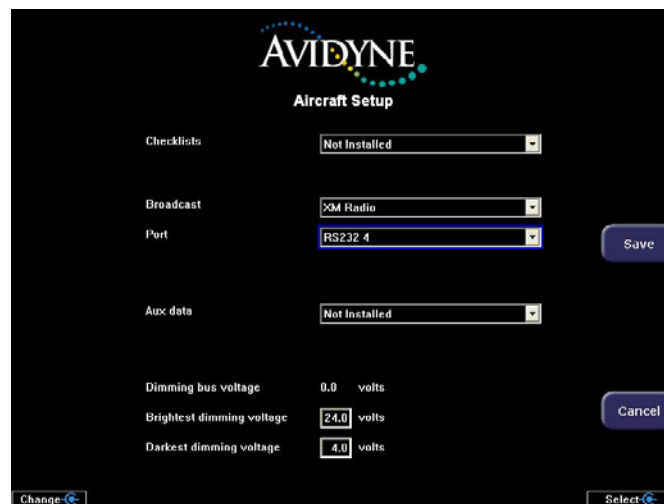 AVIDYNE
Aircraft Setup
Checklists Not Installed
Broadcast XM Radio
Port RS232 4
Save
Aux data Not Installed
Dimming bus voltage 0.0 volts
Brightest dimming voltage 24.0 volts
Cancel
Darkest dimming voltage 4.0 volts
Change Select